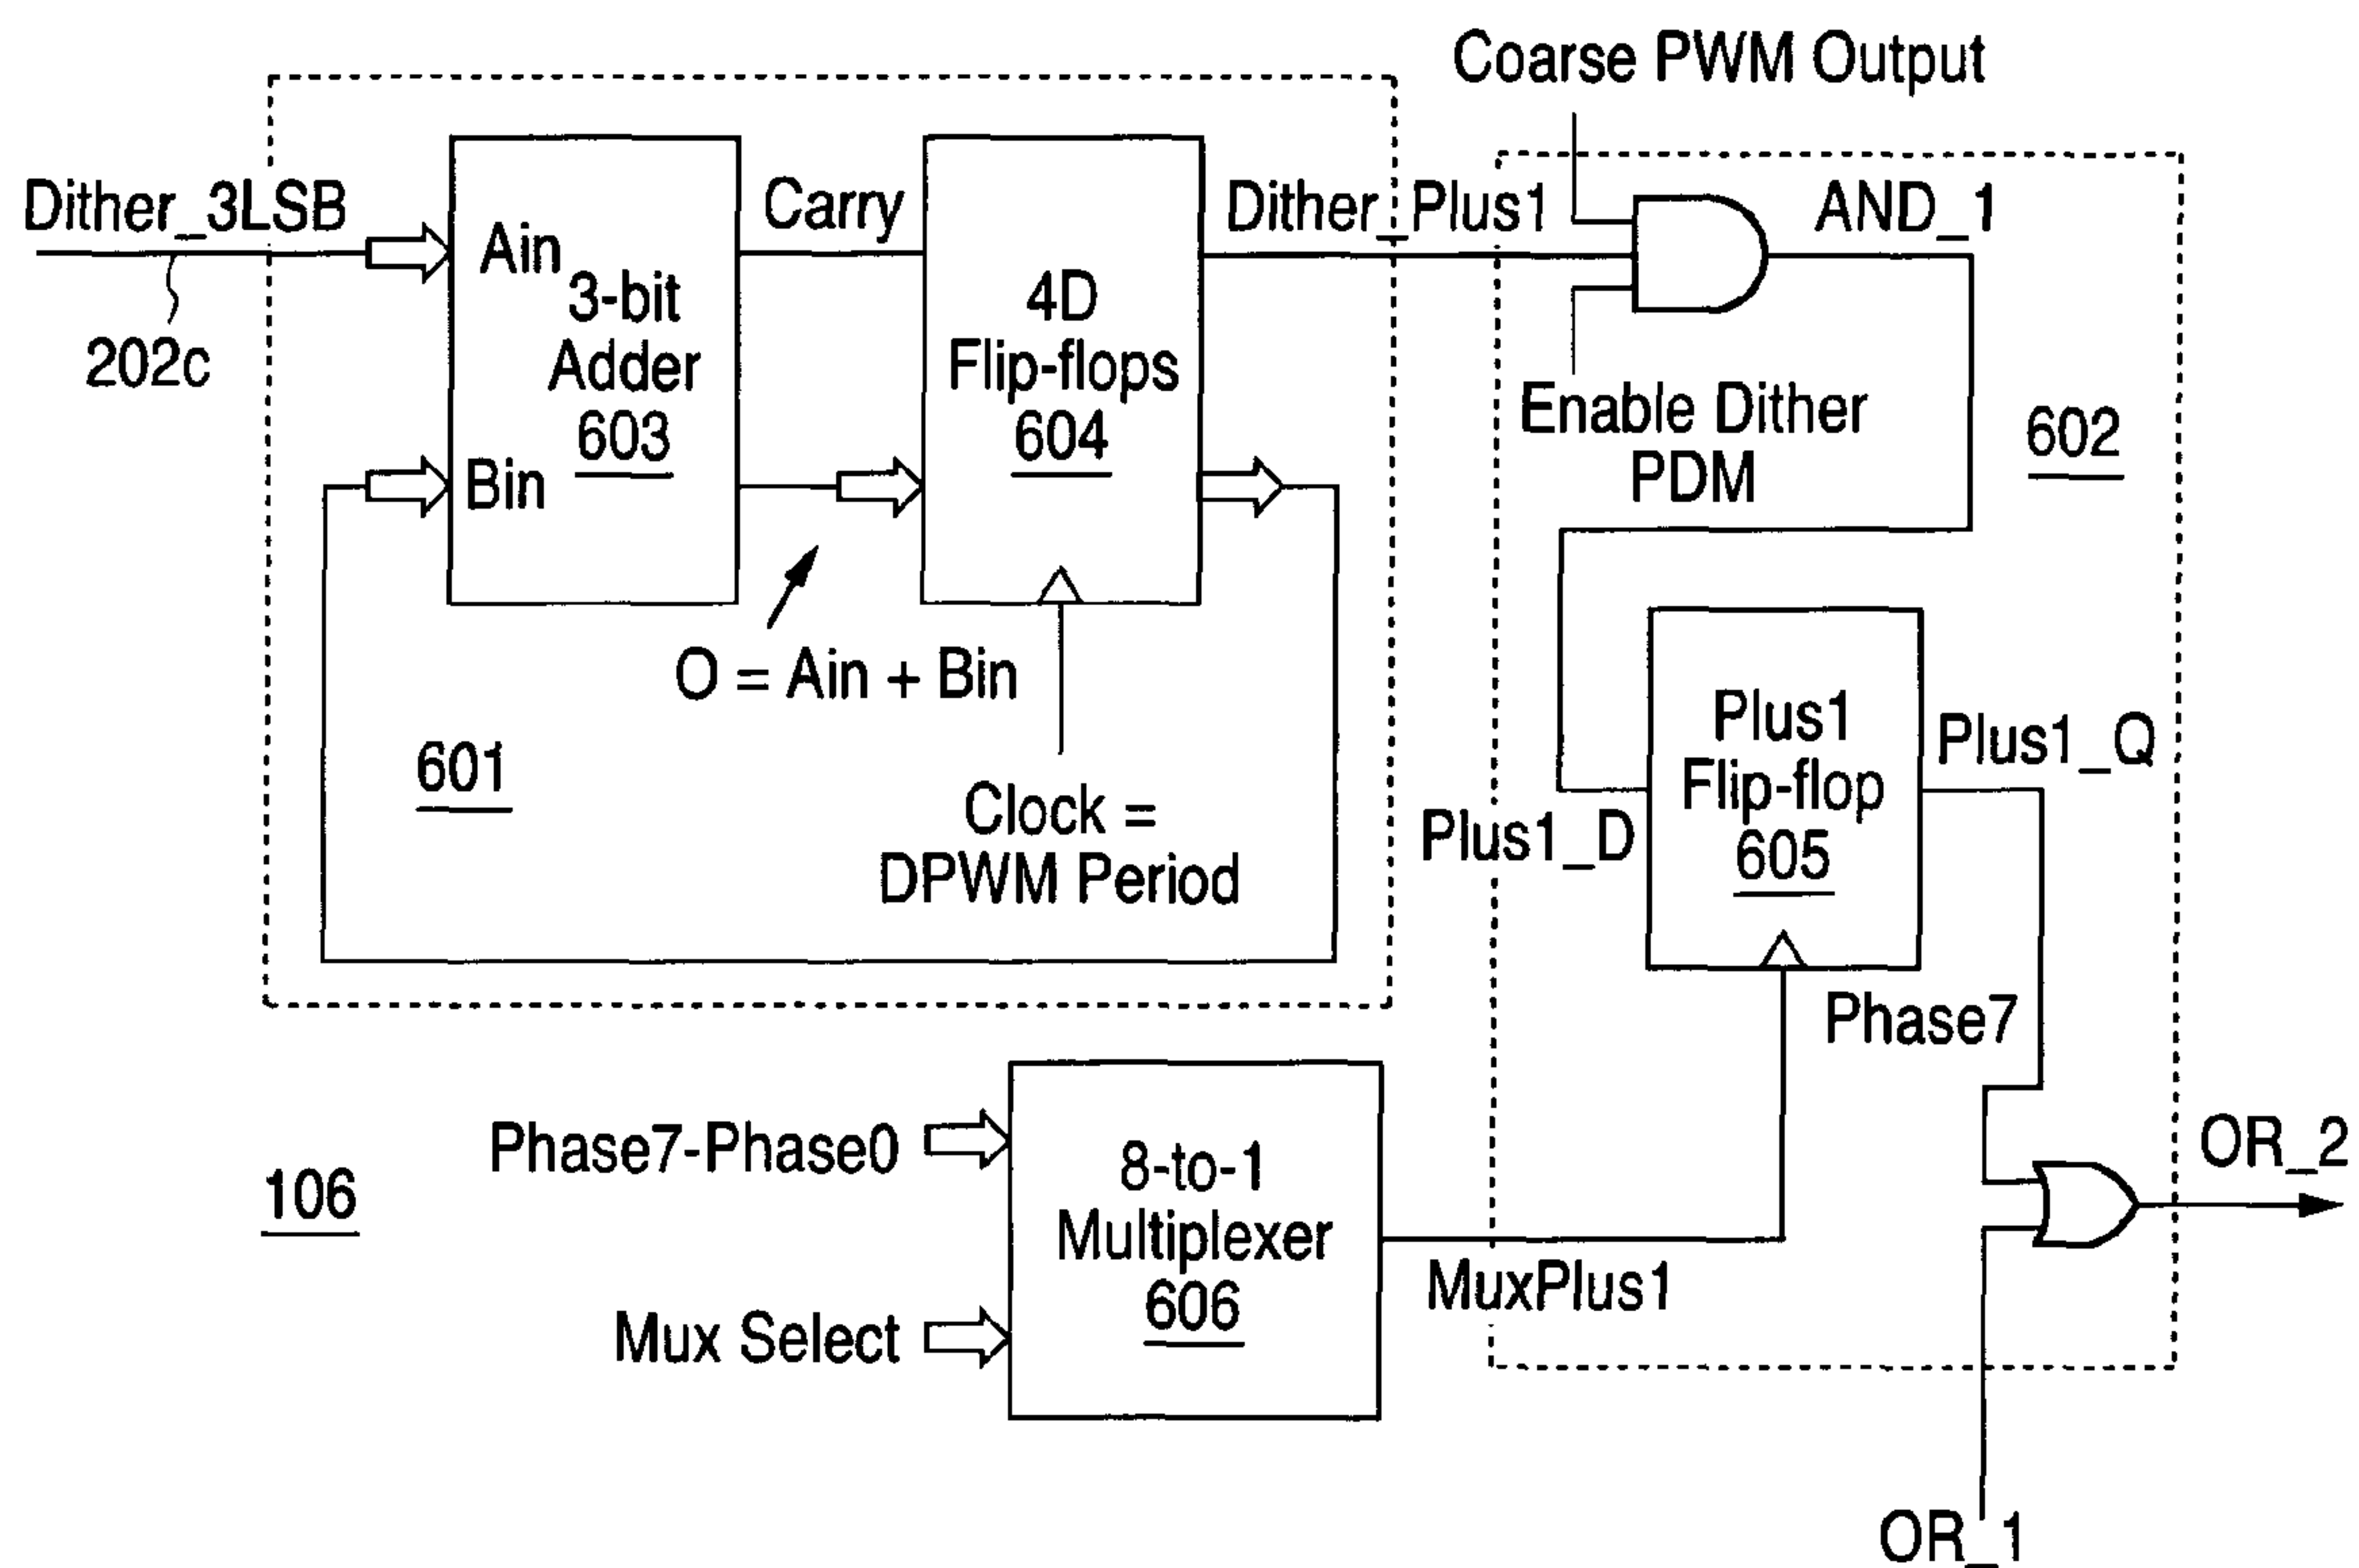 Coarse PWM Output
Dither_3LSB
202c
Ain
3-bit
Adder
603
Bin
Carry
4D
Flip-flops
604
Dither_Plus1
AND_1
Enable Dither
PDM
602
O = Ain + Bin
601
Clock =
DPWM Period
Plus1_D
Plus1
Flip-flop
605
Plus1_Q
Phase7
Phase7-Phase0
Mux Select
8-to-1
Multiplexer
606
MuxPlus1
106
OR_2
OR_1